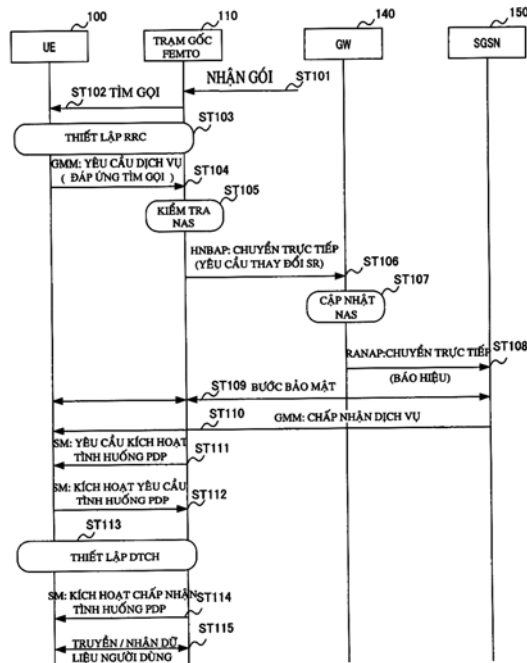 100
110
140
150
UE
TRẠM GỐC
FEMTO
GW
SGSN
NHẬN GÓI
ST101
ST102 TÌM GỌI
ST103
THIẾT LẬP RRC
GMM: YÊU CẦU DỊCH VỤ
( ĐÁP ỨNG TÌM GỌI )
ST104
ST105
KIỂM TRA
NAS
HNBAP: CHUYỂN TRỰC TIẾP
(YÊU CẦU THAY ĐỔI SR)
ST106
ST107
CẬP NHẬT
NAS
ST108
RANAP:CHUYỂN TRỰC TIẾP
(BÁO HIỆU)
ST109
BƯỚC BẢO MẬT
ST110
GMM: CHẤP NHẬN DỊCH VỤ
SM: YÊU CẦU KÍCH HOẠT
TÌNH HUỐNG PDP
ST111
SM: KÍCH HOẠT YÊU CẦU
TÌNH HUỐNG PDP
ST112
ST113
THIẾT LẬP DTCH
SM: KÍCH HOẠT CHẤP NHẬN
TÌNH HUỐNG PDP
ST114
ST115
TRUYỀN / NHẬN DỮ
LIỆU NGƯỜI DÙNG